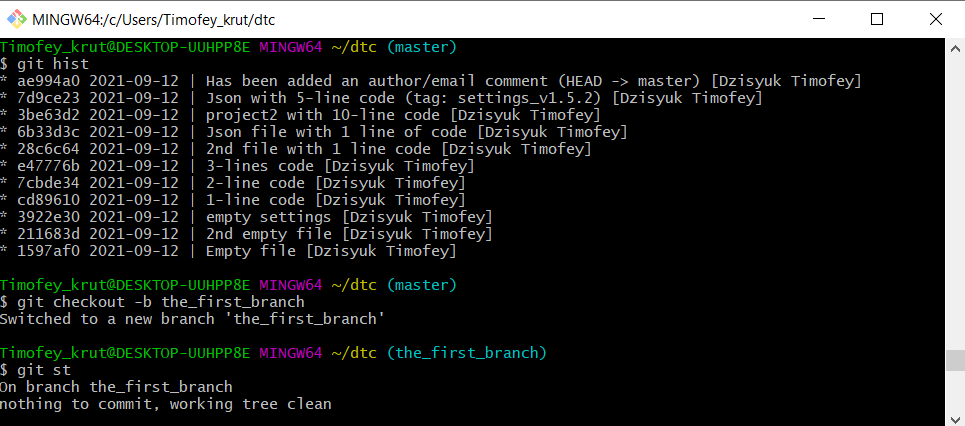 MINGW64:/c/Users/Timofey_krut/dtc
Timofey_krut@DESKTOP-UUHPP8E MINGW64 ~/dtc (master)
$ git hist
* ae994a0 2021-09-12 | Has been added an author/email comment (HEAD -> master) [Dzisyuk Timofey]
* 7d9ce23 2021-09-12 | Json with 5-line code (tag: settings_v1.5.2) [Dzisyuk Timofey]
* 3be63d2 2021-09-12 | project2 with 10-line code [Dzisyuk Timofey]
* 6b33d3c 2021-09-12 | Json file with 1 line of code [Dzisyuk Timofey]
* 28c6c64 2021-09-12 | 2nd file with 1 line code [Dzisyuk Timofey]
* e47776b 2021-09-12 | 3-lines code [Dzisyuk Timofey]
* 7cbde34 2021-09-12 | 2-line code [Dzisyuk Timofey]
* cd89610 2021-09-12 | 1-line code [Dzisyuk Timofey]
* 3922e30 2021-09-12 | empty settings [Dzisyuk Timofey]
* 211683d 2021-09-12 | 2nd empty file [Dzisyuk Timofey]
* 1597af0 2021-09-12 | Empty file [Dzisyuk Timofey]
Timofey_krut@DESKTOP-UUHPP8E MINGW64 ~/dtc (master)
$ git checkout -b the_first_branch
Switched to a new branch 'the_first_branch'
Timofey_krut@DESKTOP-UUHPP8E MINGW64 ~/dtc (the_first_branch)
$ git st
On branch the_first_branch
nothing to commit, working tree clean